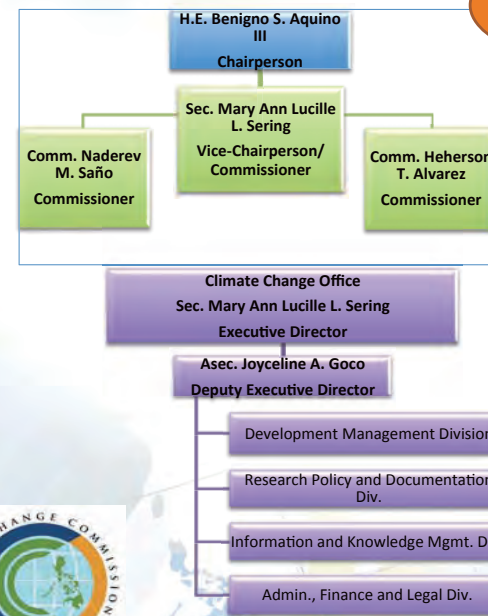 H.E. Benigno S. Aquino
III
Chairperson
Sec. Mary Ann Lucille
L. Sering
Vice-Chairperson/
Commissioner
Comm. Naderev
M. Saño
Commissioner
Comm. Heherson
T. Alvarez
Commissioner
Climate Change Office
Sec. Mary Ann Lucille L. Sering
Executive Director
Asec. Joyceline A. Goco
Deputy Executive Director
Development Management Division
Research Policy and Documentation
Div.
Information and Knowledge Mgmt. D
Admin., Finance and Legal Div.
HANGE COMMISSION